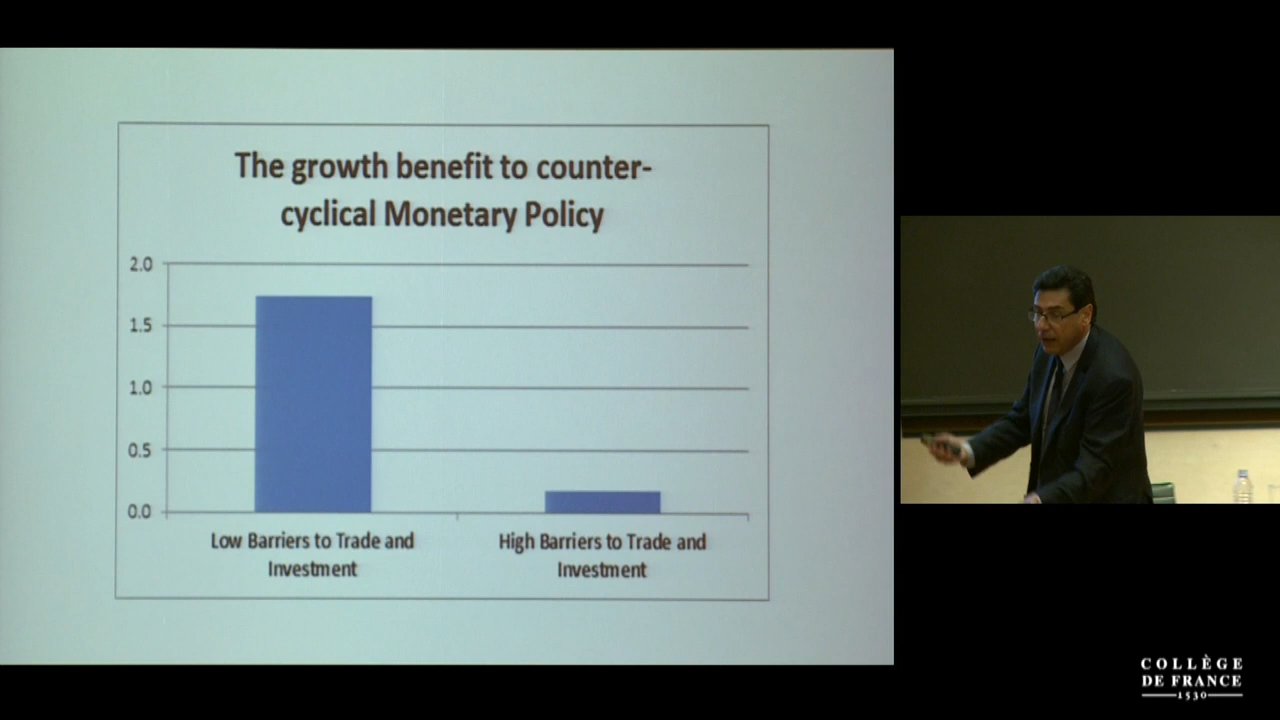 The growth benefit to counter-
cyclical Monetary Policy
2.0
1.5
1.0
0.5
0.0
Low Barriers to Trade and
Investment
High Barriers to Trade and
Investment
COLLÈGE
DE FRANCE
1530